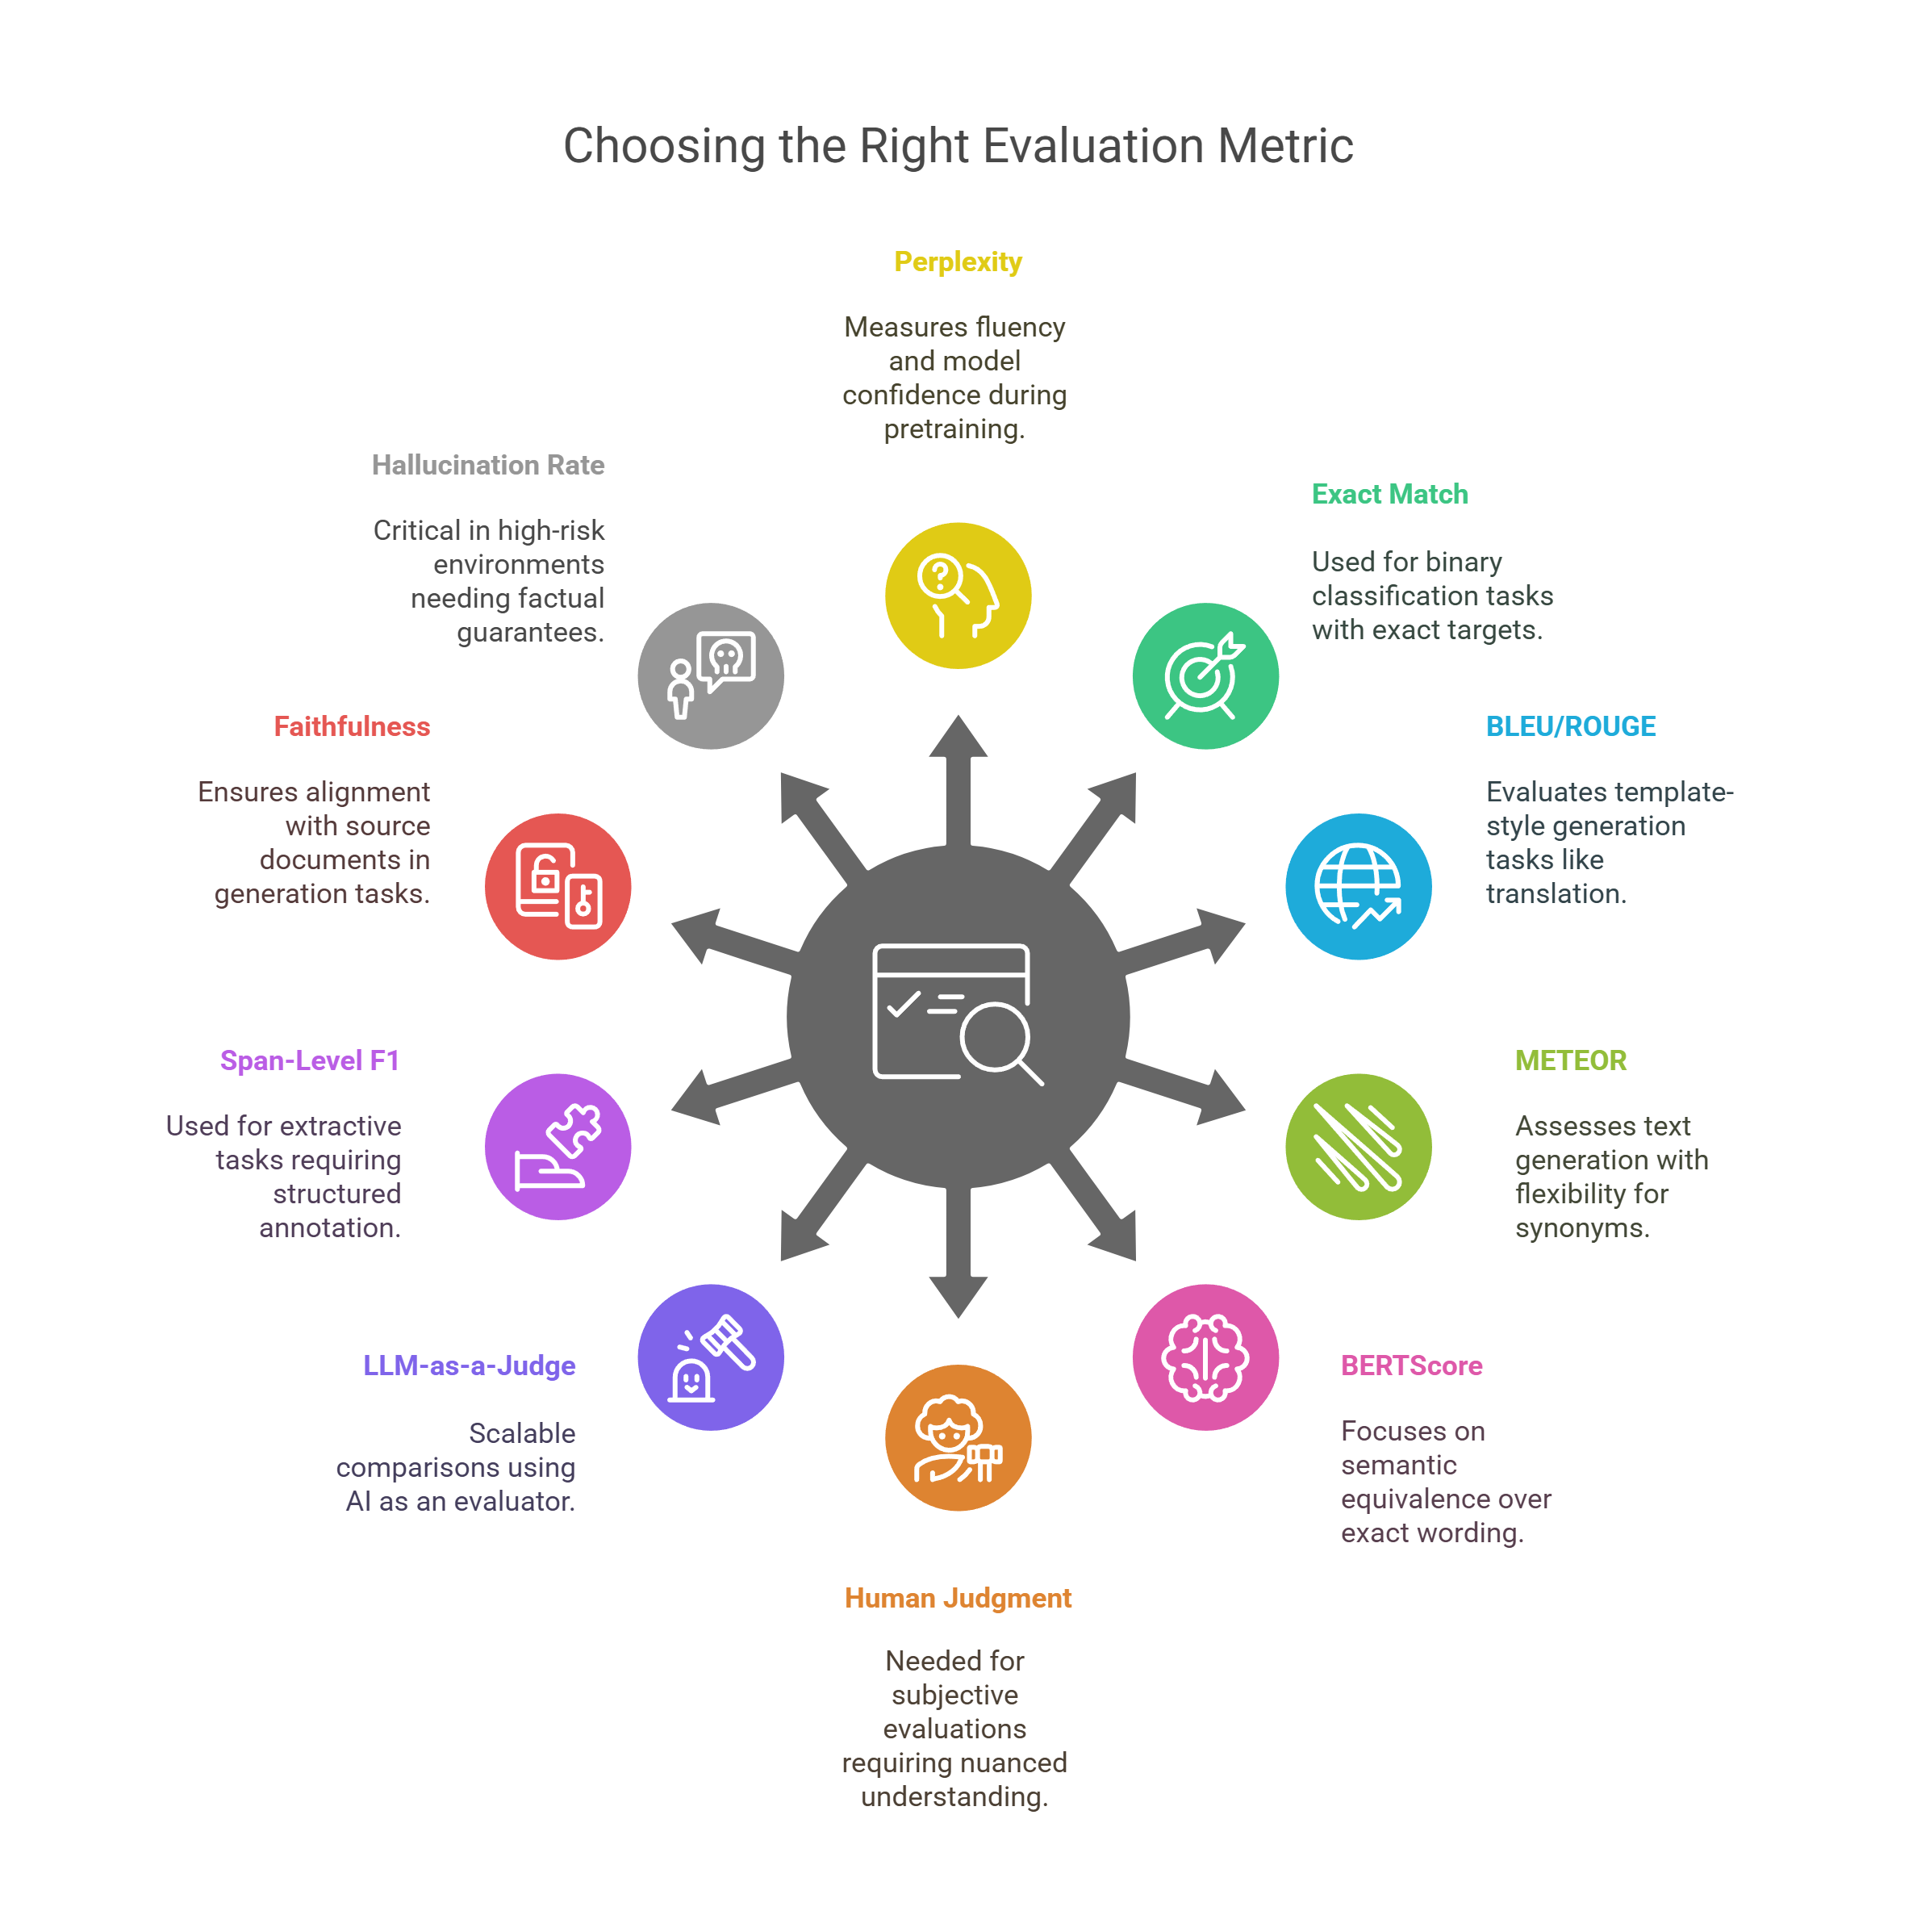 Choosing the Right Evaluation Metric
Perplexity
Measures fluency
and model
confidence during
pretraining.
Hallucination Rate
Critical in high-risk
environments
needing factual
guarantees.
Exact Match
Used for binary
classification tasks
with exact targets.
Faithfulness
Ensures alignment
with source
documents in
generation tasks.
BLEU/ROUGE
Evaluates template-
style generation
tasks like
translation.
Span-Level F1
Used for extractive
tasks requiring
structured
annotation.
METEOR
Assesses text
generation with
flexibility for
synonyms.
LLM-as-a-Judge
Scalable
comparisons using
AI as an evaluator.
BERTScore
Focuses on
semantic
equivalence over
exact wording.
Human Judgment
Needed for
subjective
evaluations
requiring nuanced
understanding.